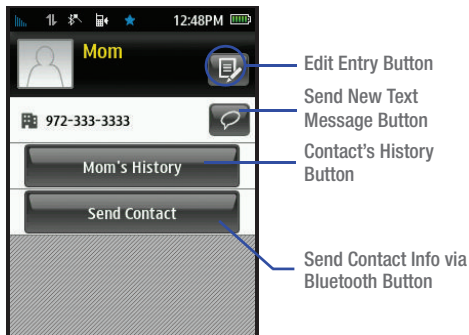 12:48PM
Mom
972-333-3333
Mom's History
Send Contact
Edit Entry Button
Send New Text
Message Button
Contact's History
Button
Send Contact Info via
Bluetooth Button